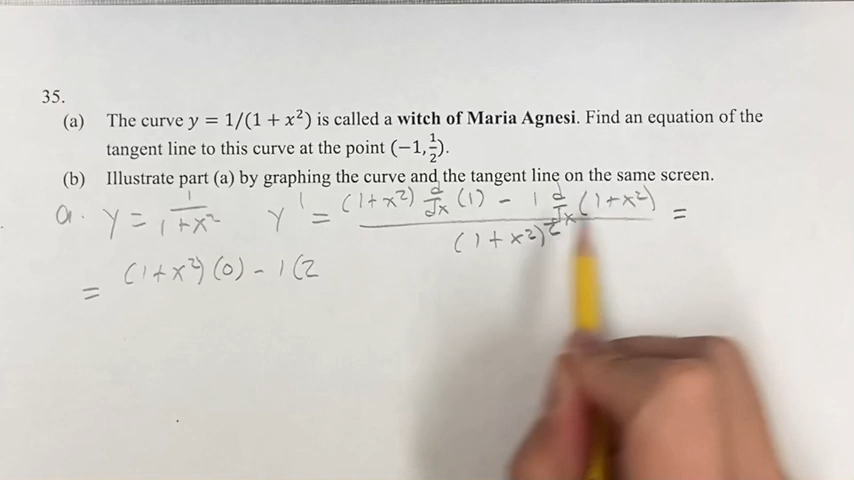 35.
(a) The curve y = 1/(1 + x²) is called a witch of Maria Agnesi. Find an equation of the
tangent line to this curve at the point (−1, 1/2).
(b) Illustrate part (a) by graphing the curve and the tangent line on the same screen.
a. y = 1/(1+x²) y' = ((1+x²) d/dx (1) − 1 d/dx (1+x²))/(1+x²)² =
= (1+x²)(0) − 1(2